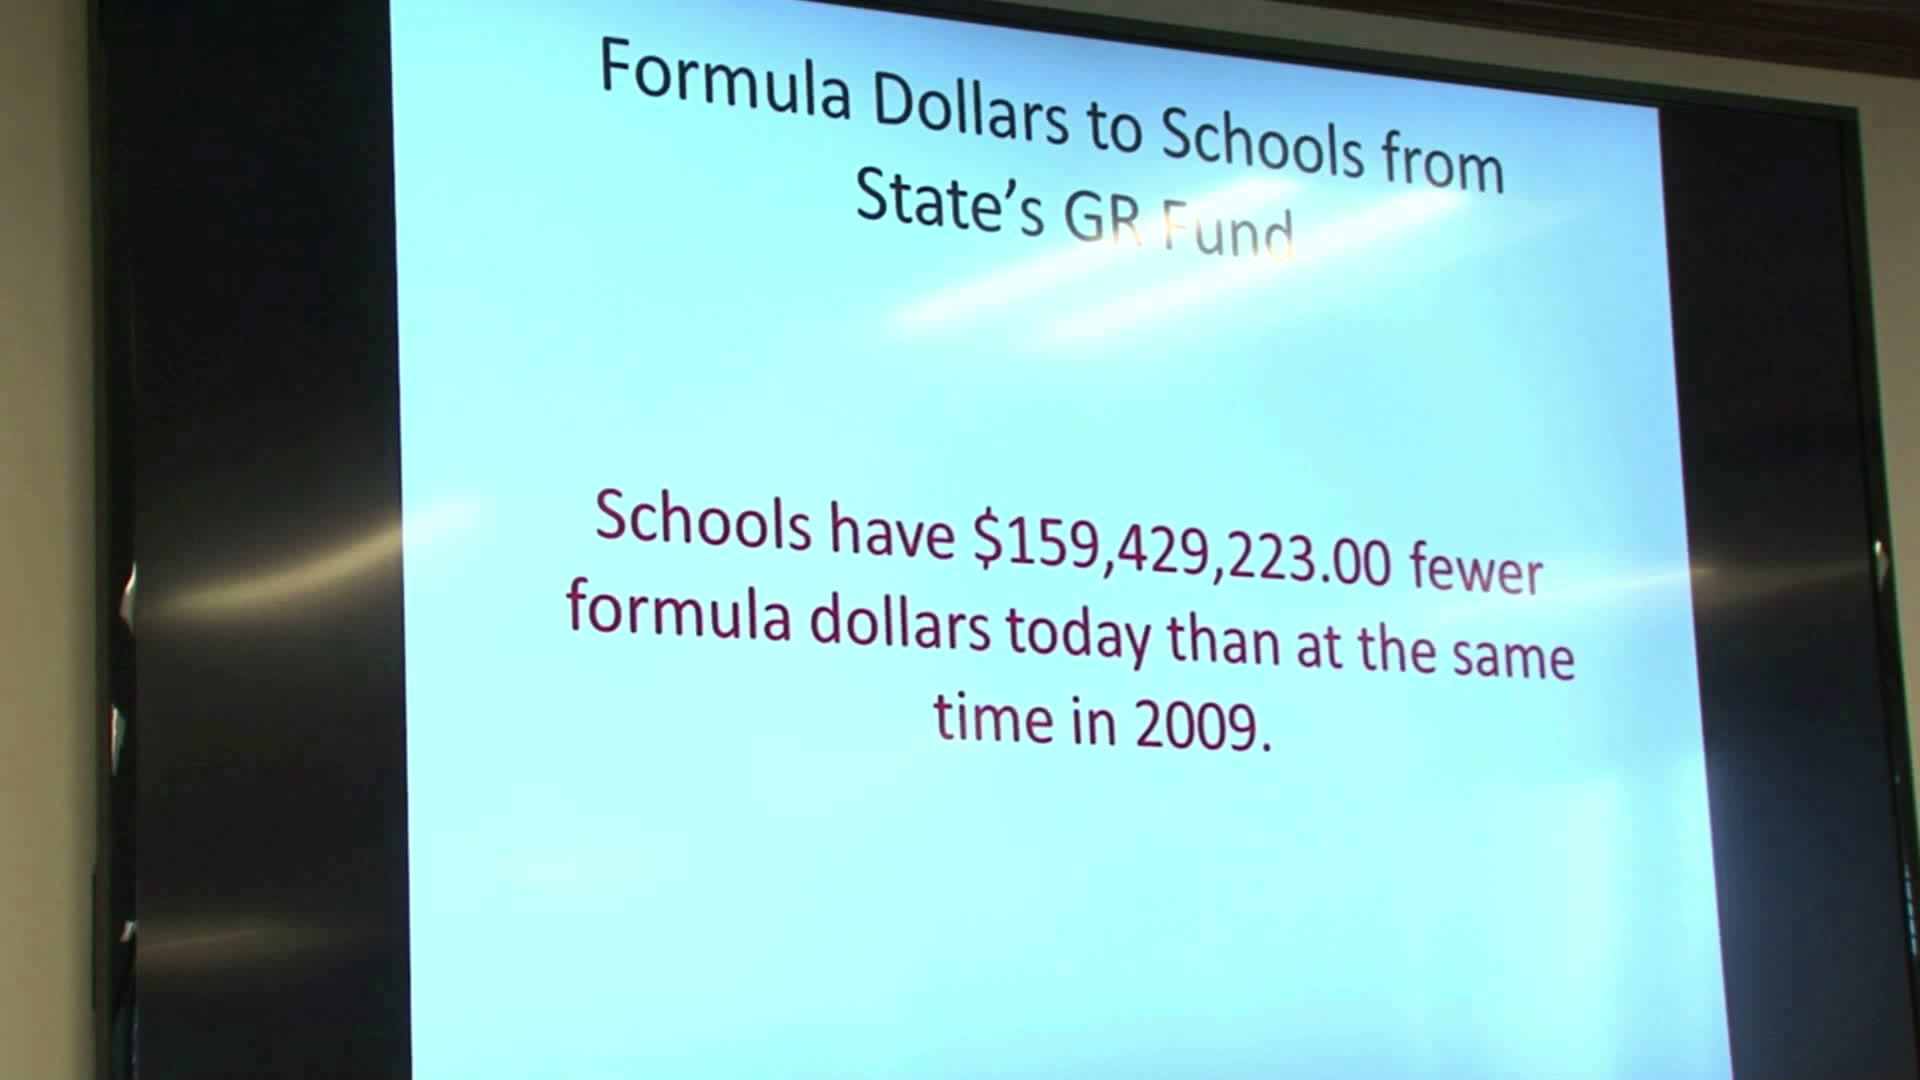 Formula Dollars to Schools from
State’s GR Fund
Schools have $159,429,223.00 fewer
formula dollars today than at the same
time in 2009.